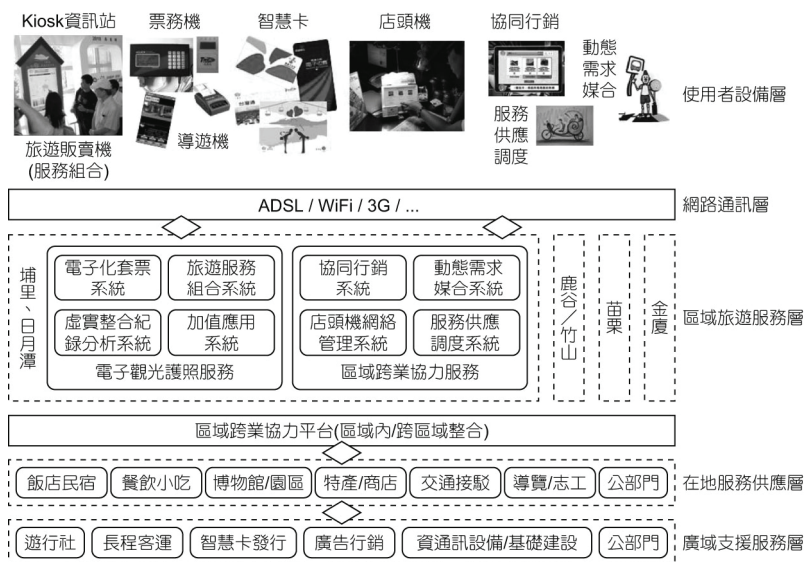 Kiosk資訊站
票務機
智慧卡
店頭機
協同行銷
動態
需求
媒合
使用者設備層
導遊機
服務
供應
調度
旅遊販賣機
(服務組合)
ADSL / WiFi / 3G / ...
網路通訊層
埔里、日月潭
電子化套票
系統
旅遊服務
組合系統
虛實整合紀
錄分析系統
加值應用
系統
電子觀光護照服務
協同行銷
系統
動態需求
媒合系統
店頭機網絡
管理系統
服務供應
調度系統
區域跨業協力服務
鹿谷／竹山
苗栗
金廈
區域旅遊服務層
區域跨業協力平台(區域內/跨區域整合)
飯店民宿
餐飲小吃
博物館/園區
特產/商店
交通接駁
導覽/志工
公部門
在地服務供應層
遊行社
長程客運
智慧卡發行
廣告行銷
資通訊設備/基礎建設
公部門
廣域支援服務層